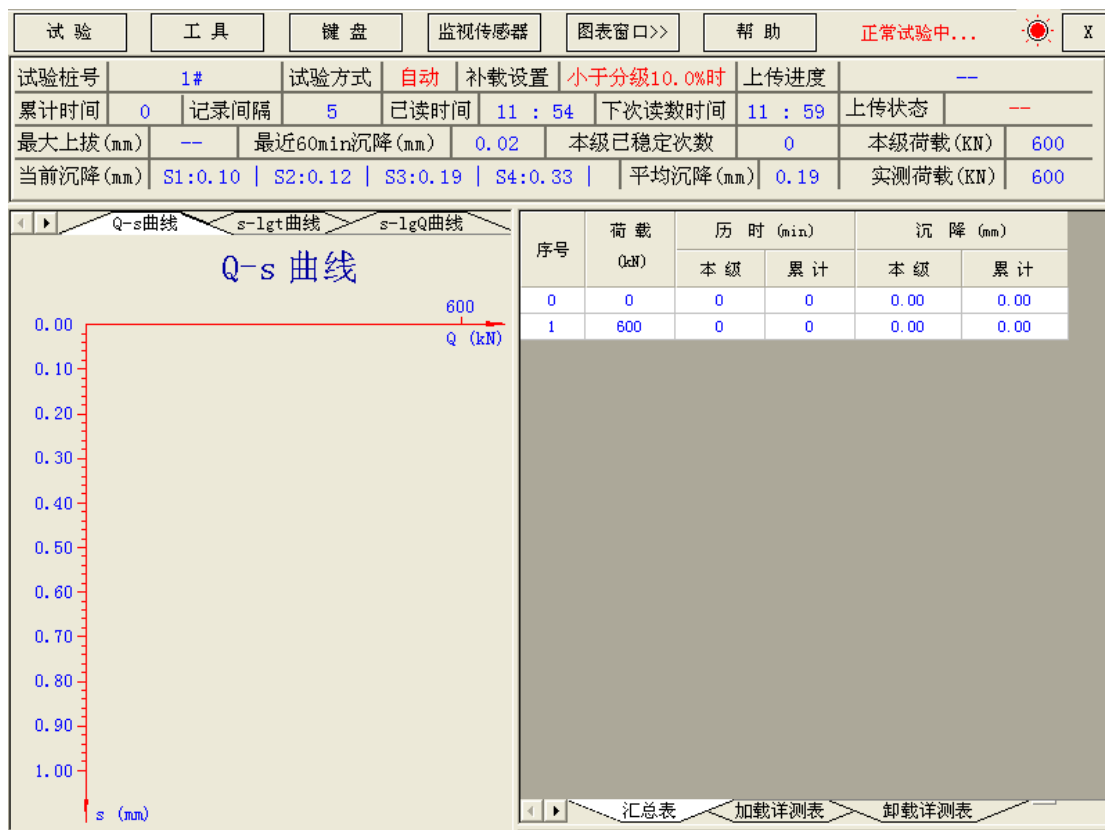 试 验 工 具 键 盘 监视传感器 图表窗口>> 帮 助 正常试验中... X
试验桩号 1# 试验方式 自动 补载设置 小于分级10.0%时 上传进度 --
累计时间 0 记录间隔 5 已读时间 11 : 54 下次读数时间 11 : 59 上传状态 --
最大上拔(mm) -- 最近60min沉降(mm) 0.02 本级已稳定次数 0 本级荷载(KN) 600
当前沉降(mm) S1:0.10 | S2:0.12 | S3:0.19 | S4:0.33 | 平均沉降(mm) 0.19 实测荷载(KN) 600
Q-s曲线 s-lgt曲线 s-lgQ曲线
Q-s 曲线
600
Q (kN)
0.00
0.10
0.20
0.30
0.40
0.50
0.60
0.70
0.80
0.90
1.00
s (mm)
序号 荷 载 (kN) 历 时 (min) 沉 降 (mm)
本 级 累 计 本 级 累 计
0 0 0 0 0.00 0.00
1 600 0 0 0.00 0.00
汇总表 加载详测表 卸载详测表